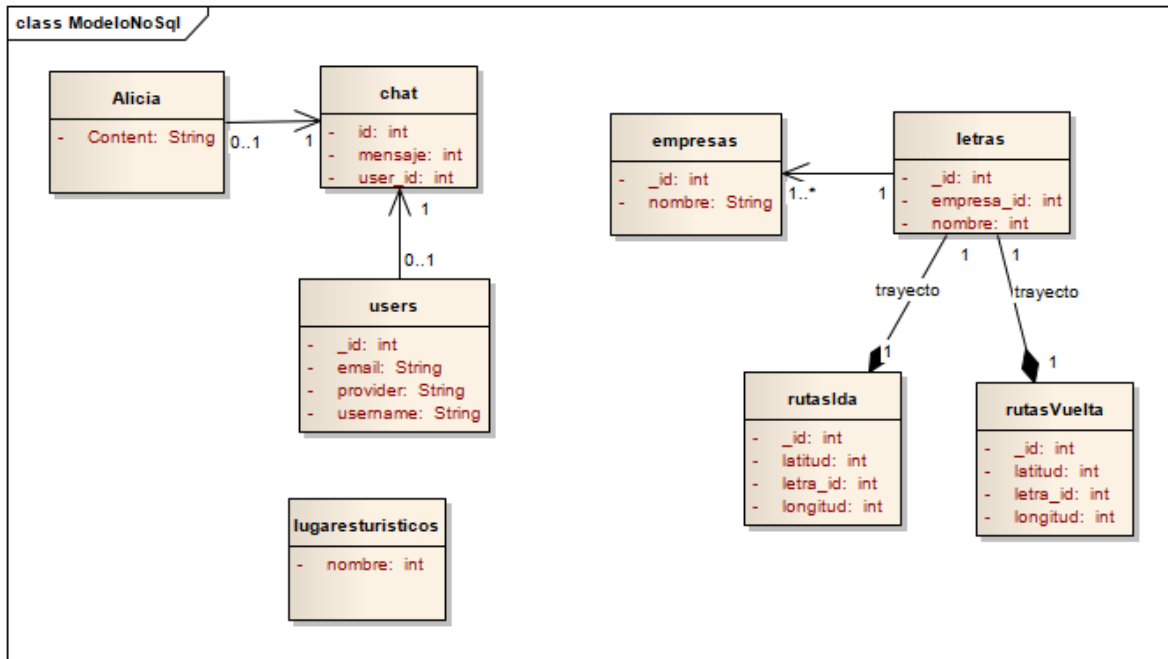 class ModeloNoSql
Alicia
- Content: String
0..1
1
chat
- id: int
- mensaje: int
- user_id: int
1
0..1
users
- _id: int
- email: String
- provider: String
- username: String
lugaresturisticos
- nombre: int
empresas
- _id: int
- nombre: String
1..*
1
letras
- _id: int
- empresa_id: int
- nombre: int
1
1
trayecto
trayecto
1
1
rutasIda
- _id: int
- latitud: int
- letra_id: int
- longitud: int
rutasVuelta
- _id: int
- latitud: int
- letra_id: int
- longitud: int